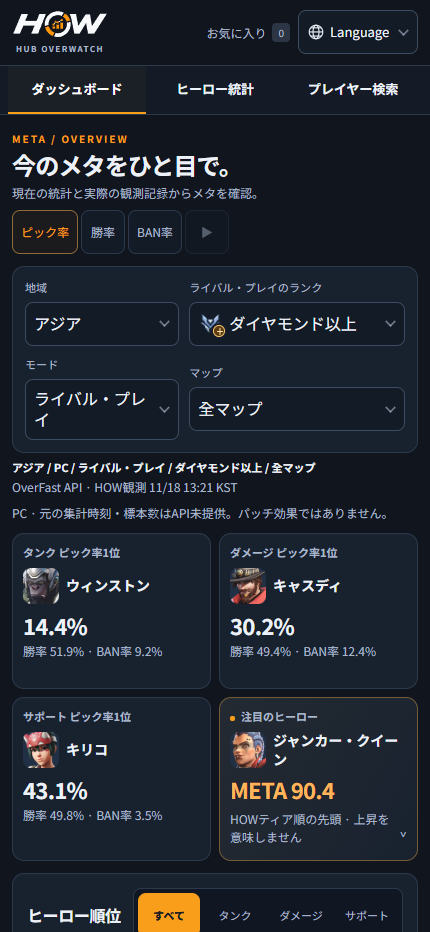 HOW
HUB OVERWATCH
お気に入り 0
Language
ダッシュボード ヒーロー統計 プレイヤー検索
META / OVERVIEW
今のメタをひと目で。
現在の統計と実際の観測記録からメタを確認。
ピック率 勝率 BAN率
地域 ライバル・プレイのランク
アジア ダイヤモンド以上
モード マップ
ライバル・プレ
イ
全マップ
アジア / PC / ライバル・プレイ / ダイヤモンド以上 / 全マップ
OverFast API · HOW観測 11/18 13:21 KST
PC · 元の集計時刻・標本数はAPI未提供。パッチ効果ではありません。
タンク ピック率1位
ウィンストン
14.4%
勝率 51.9% · BAN率 9.2%
ダメージ ピック率1位
キャスディ
30.2%
勝率 49.4% · BAN率 12.4%
サポート ピック率1位
キリコ
43.1%
勝率 49.8% · BAN率 3.5%
注目のヒーロー
ジャンカー・クイー
ン
META 90.4
HOWティア順の先頭 · 上昇を
意味しません
ヒーロー順位 すべて タンク ダメージ サポート